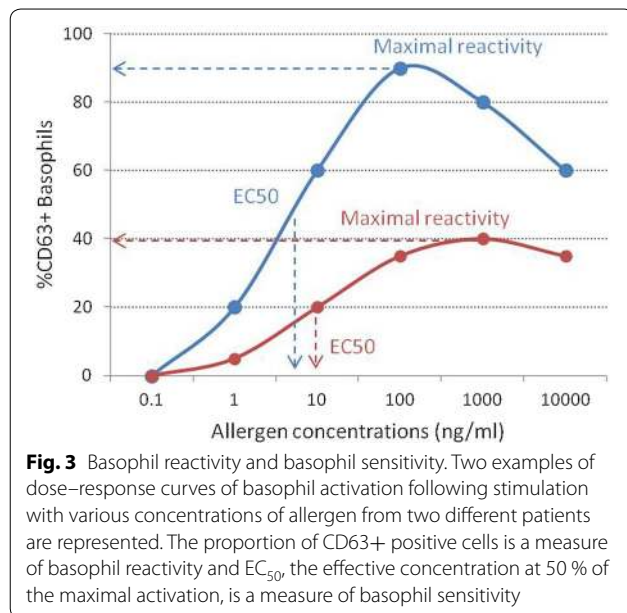 100
Maximal reactivity
80
60
EC50
Maximal reactivity
40
20
EC50
0
%CD63+ Basophils
0.1 1 10 100 1000 10000
Allergen concentrations (ng/ml)
Fig. 3 Basophil reactivity and basophil sensitivity. Two examples of
dose–response curves of basophil activation following stimulation
with various concentrations of allergen from two different patients
are represented. The proportion of CD63+ positive cells is a measure
of basophil reactivity and EC50, the effective concentration at 50 % of
the maximal activation, is a measure of basophil sensitivity